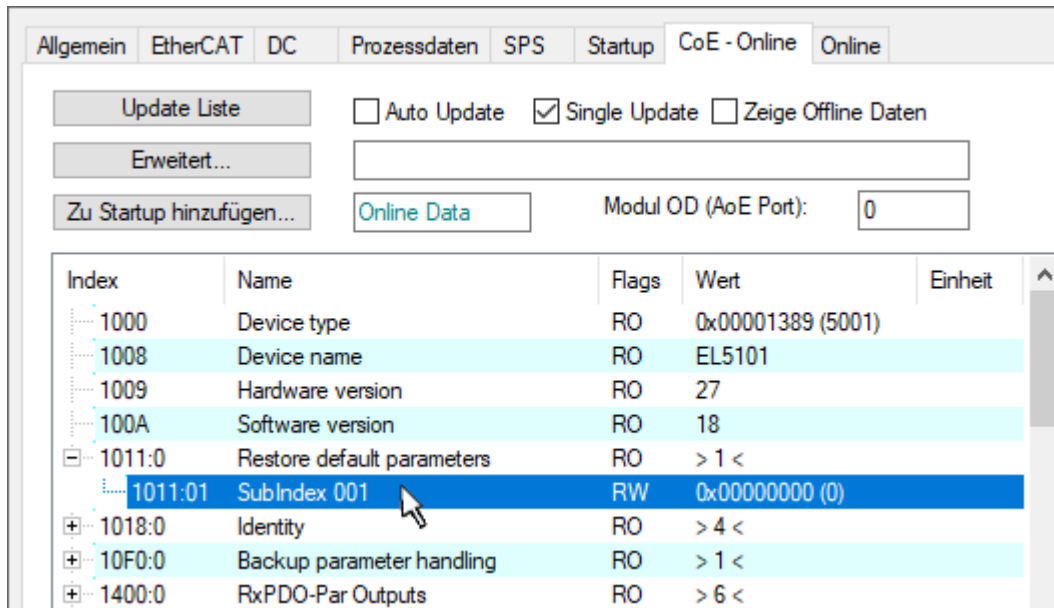 Allgemein EtherCAT DC Prozessdaten SPS Startup CoE - Online Online
Update Liste Auto Update Single Update Zeige Offline Daten
Erweitert...
Zu Startup hinzufügen... Online Data Modul OD (AoE Port): 0
Index Name Flags Wert Einheit
1000 Device type RO 0x00001389 (5001)
1008 Device name RO EL5101
1009 Hardware version RO 27
100A Software version RO 18
1011:0 Restore default parameters RO > 1 <
1011:01 SubIndex 001 RW 0x00000000 (0)
1018:0 Identity RO > 4 <
10F0:0 Backup parameter handling RO > 1 <
1400:0 RxPDO-Par Outputs RO > 6 <